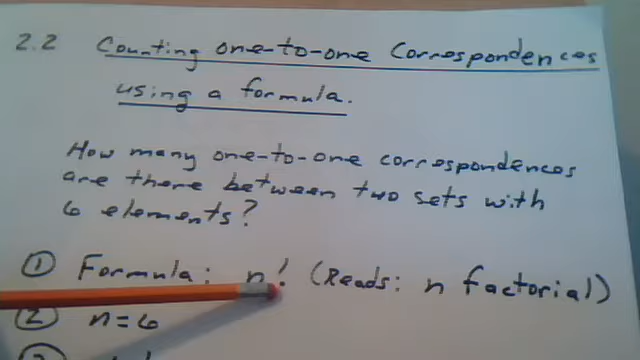 2.2 Counting one-to-one Correspondences
using a formula.
How many one-to-one correspondences
are there between two sets with
6 elements?
① Formula: n! (Reads: n factorial)
② n=6